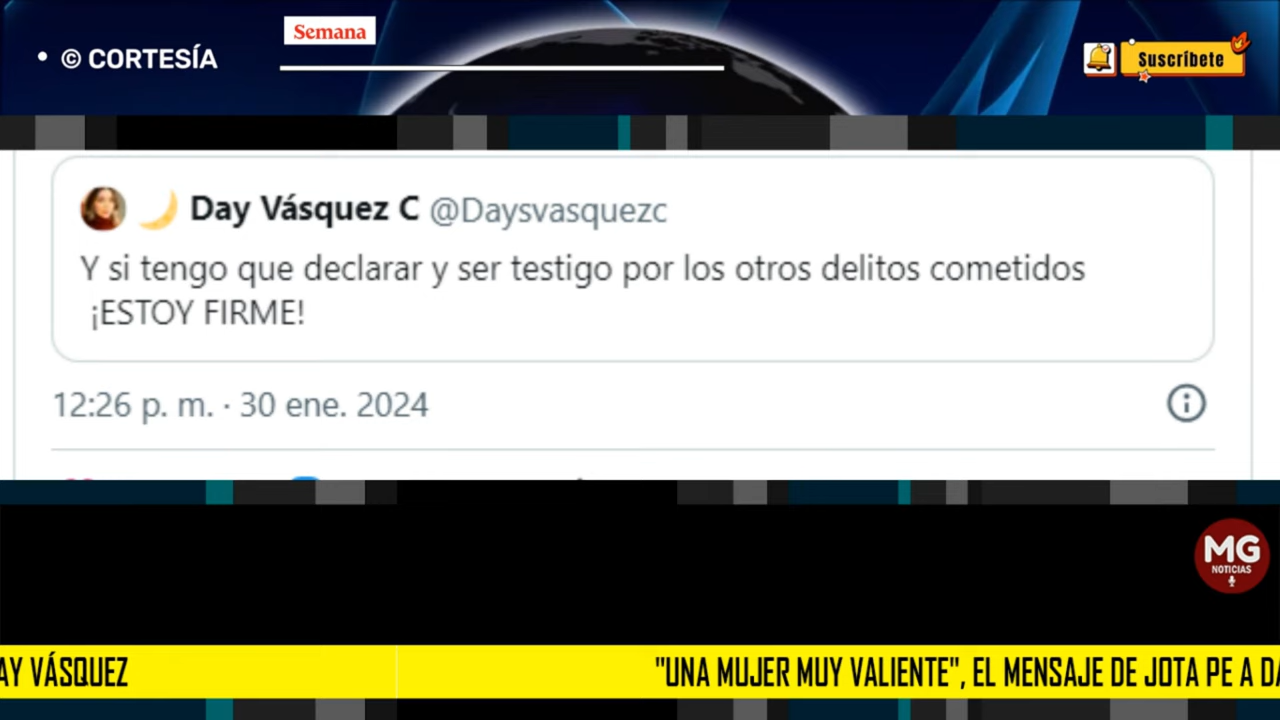 • © CORTESÍA
Semana
Suscríbete
Day Vásquez C @Daysvasquezc
Y si tengo que declarar y ser testigo por los otros delitos cometidos
¡ESTOY FIRME!
12:26 p. m. · 30 ene. 2024
MG
NOTICIAS
AY VÁSQUEZ
"UNA MUJER MUY VALIENTE", EL MENSAJE DE JOTA PE A DA